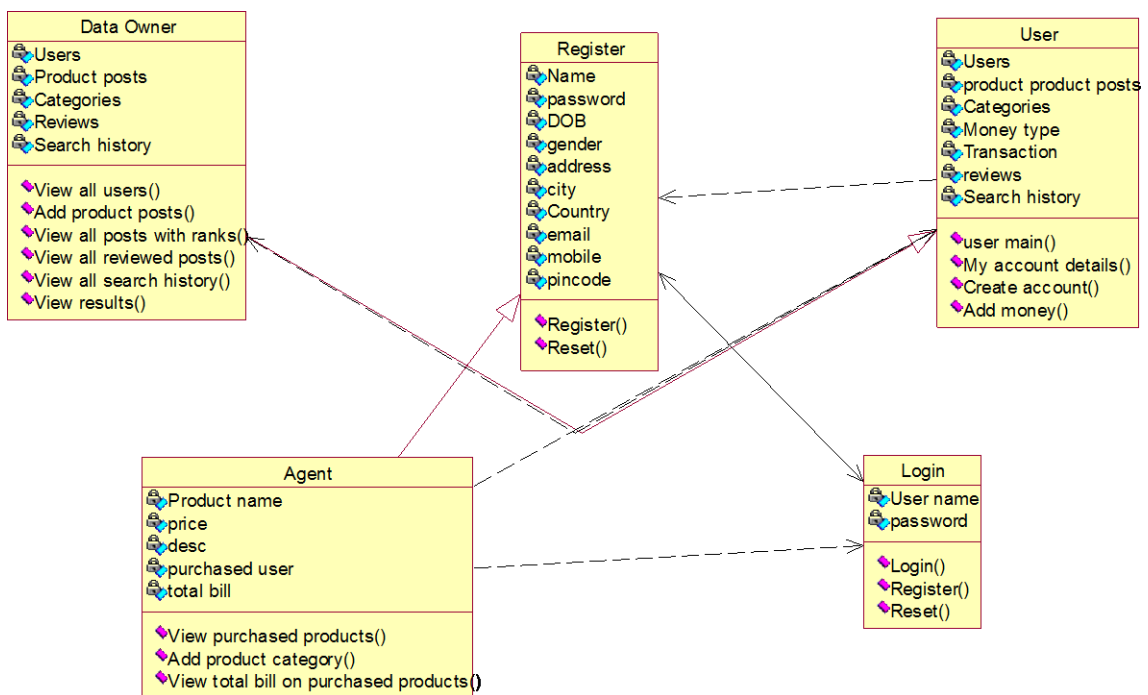 Data Owner
Users
Product posts
Categories
Reviews
Search history
View all users()
Add product posts()
View all posts with ranks()
View all reviewed posts()
View all search history()
View results()
Register
Name
password
DOB
gender
address
city
Country
email
mobile
pincode
Register()
Reset()
User
Users
product product posts
Categories
Money type
Transaction
reviews
Search history
user main()
My account details()
Create account()
Add money()
Agent
Product name
price
desc
purchased user
total bill
View purchased products()
Add product category()
View total bill on purchased products()
Login
User name
password
Login()
Register()
Reset()